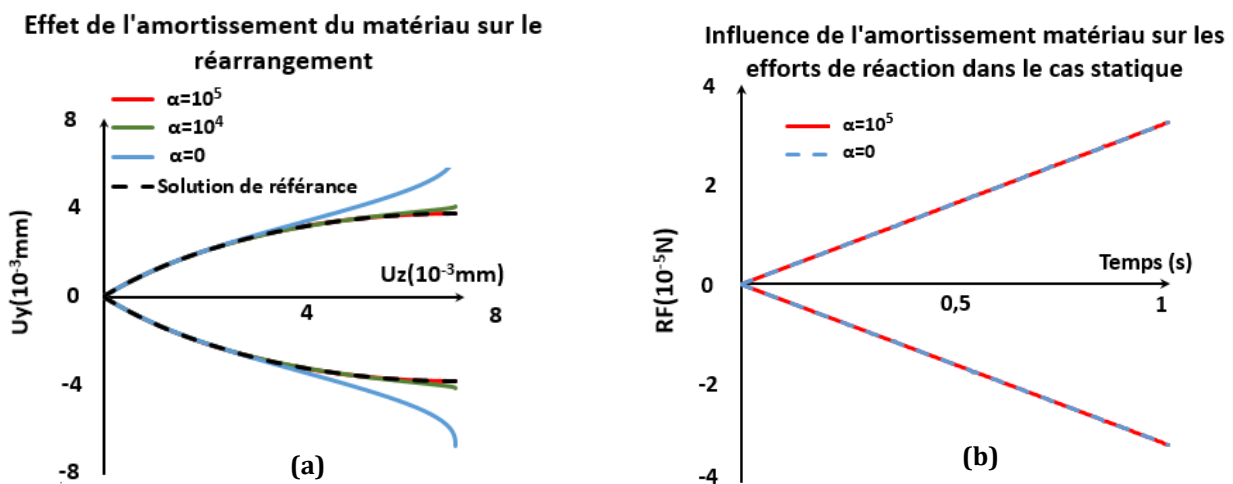 Effet de l'amortissement du matériau sur le
réarrangement
α=10⁵
α=10⁴
α=0
Solution de référance
8
4
0
-4
-8
Uy(10⁻³mm)
Uz(10⁻³mm)
4
8
(a)
Influence de l'amortissement matériau sur les
efforts de réaction dans le cas statique
α=10⁵
α=0
4
2
0
-2
-4
RF(10⁻⁵N)
Temps (s)
0,5
1
(b)